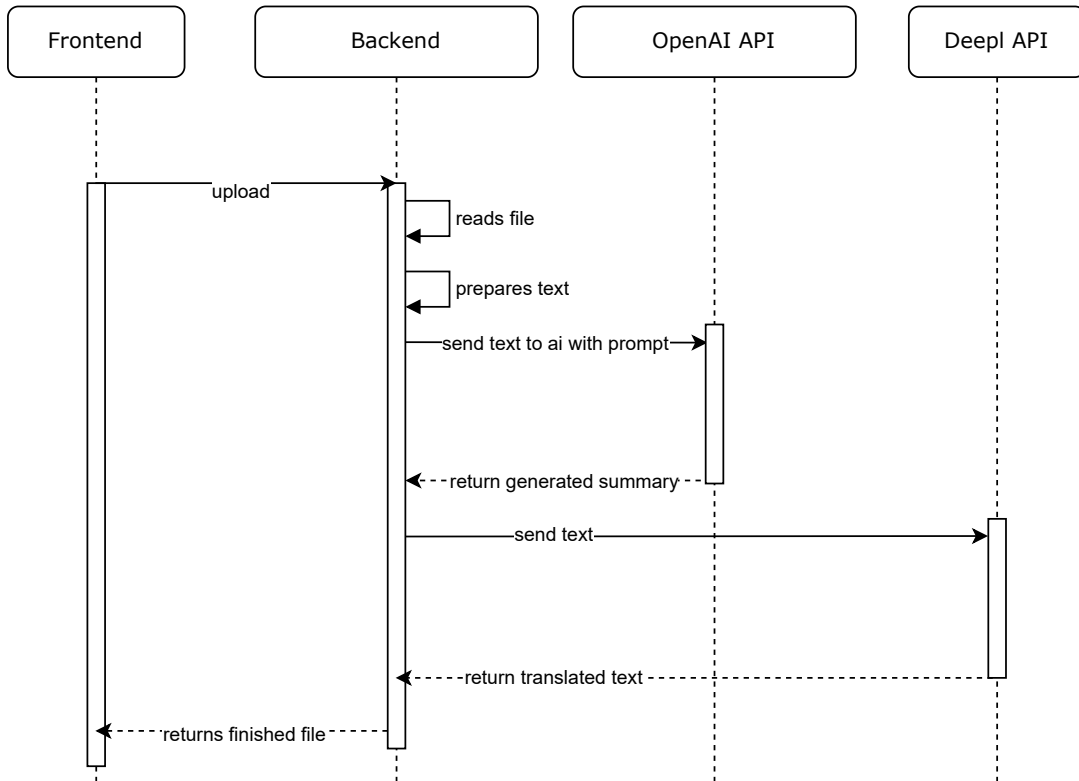 Frontend
Backend
OpenAI API
Deepl API
upload
reads file
prepares text
send text to ai with prompt
return generated summary
send text
return translated text
returns finished file